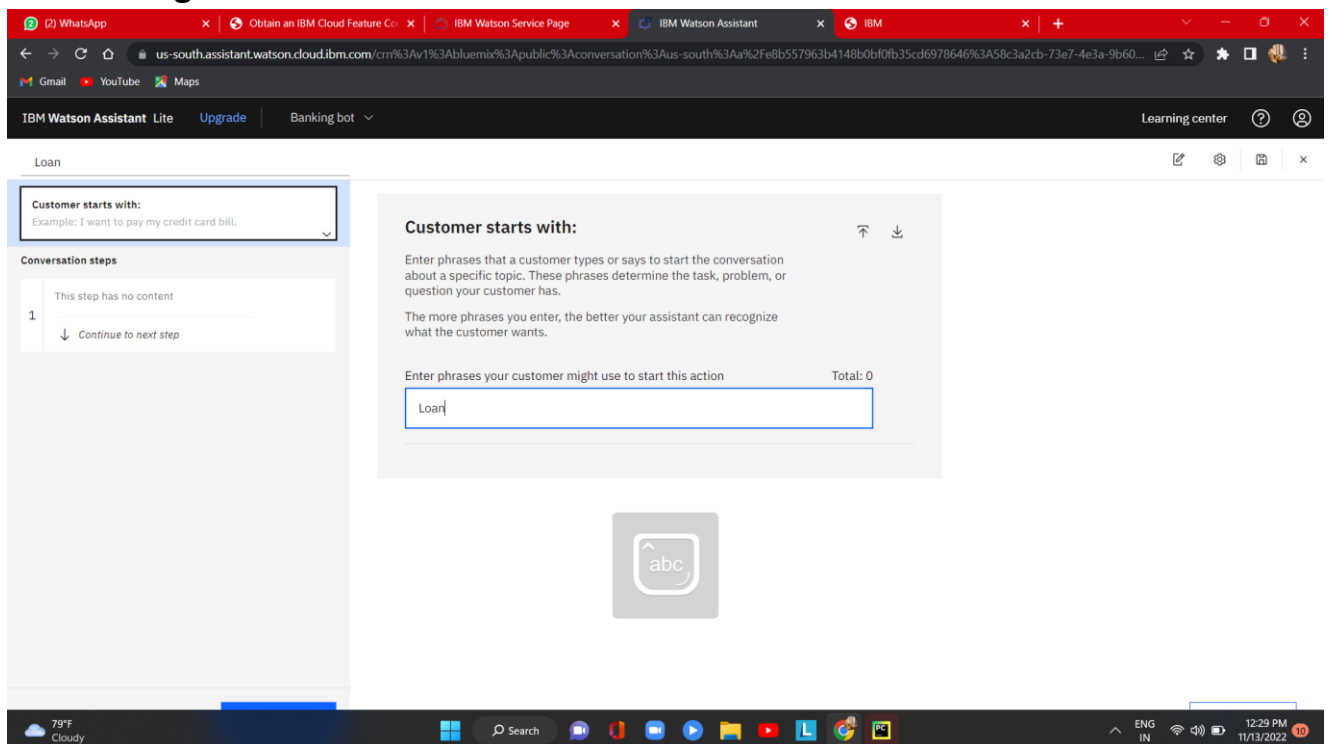 (2) WhatsApp
Obtain an IBM Cloud Feature Co
IBM Watson Service Page
IBM Watson Assistant
IBM
us-south.assistant.watson.cloud.ibm.com/crn%3Av1%3Abluemix%3Apublic%3Aconversation%3Aus-south%3Aa%2Fe8b557963b4148b0bf0fb35cd6978646%3A58c3a2cb-73e7-4e3a-9b60...
Gmail YouTube Maps
IBM Watson Assistant Lite Upgrade Banking bot Learning center
Loan
Customer starts with:
Example: I want to pay my credit card bill.
Conversation steps
1
This step has no content
Continue to next step
Customer starts with:
Enter phrases that a customer types or says to start the conversation
about a specific topic. These phrases determine the task, problem, or
question your customer has.
The more phrases you enter, the better your assistant can recognize
what the customer wants.
Enter phrases your customer might use to start this action Total: 0
Loan
abc
79°F
Cloudy
Search
ENG
IN
12:29 PM
11/13/2022
10